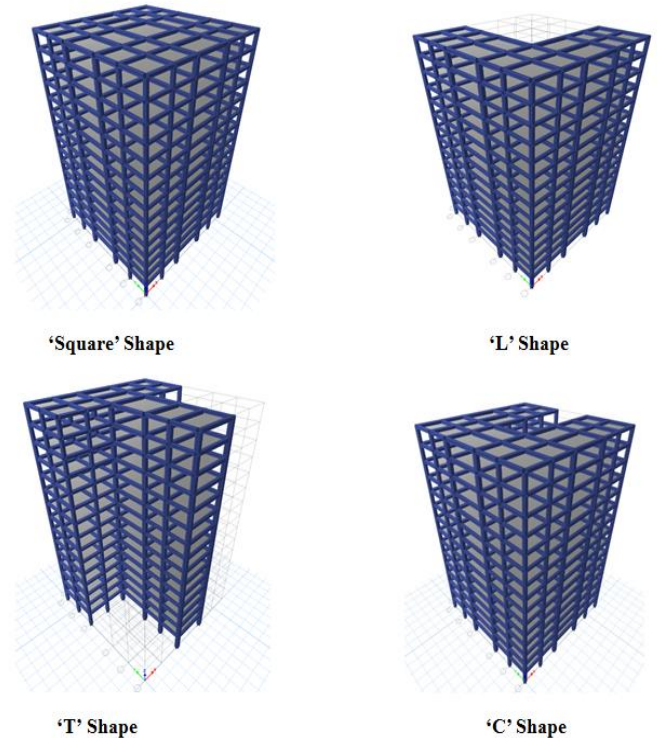 ‘Square’ Shape
‘L’ Shape
‘T’ Shape
‘C’ Shape